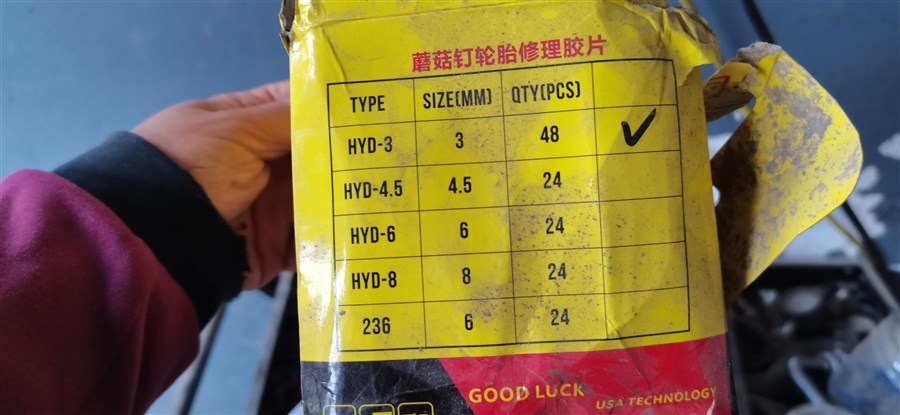 蘑菇钉轮胎修理胶片
TYPE SIZE(MM) QTY(PCS)
HYD-3 3 48 ✓
HYD-4.5 4.5 24
HYD-6 6 24
HYD-8 8 24
236 6 24
GOOD LUCK
USA TECHNOLOGY